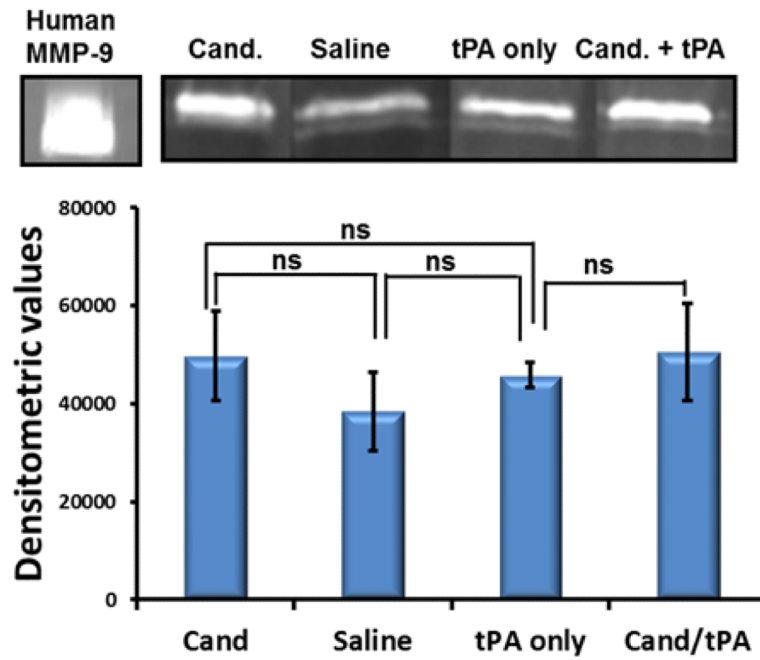 Human
MMP-9
Cand.
Saline
tPA only
Cand. + tPA
80000
60000
40000
20000
0
Densitometric values
ns
ns
ns
ns
Cand
Saline
tPA only
Cand/tPA